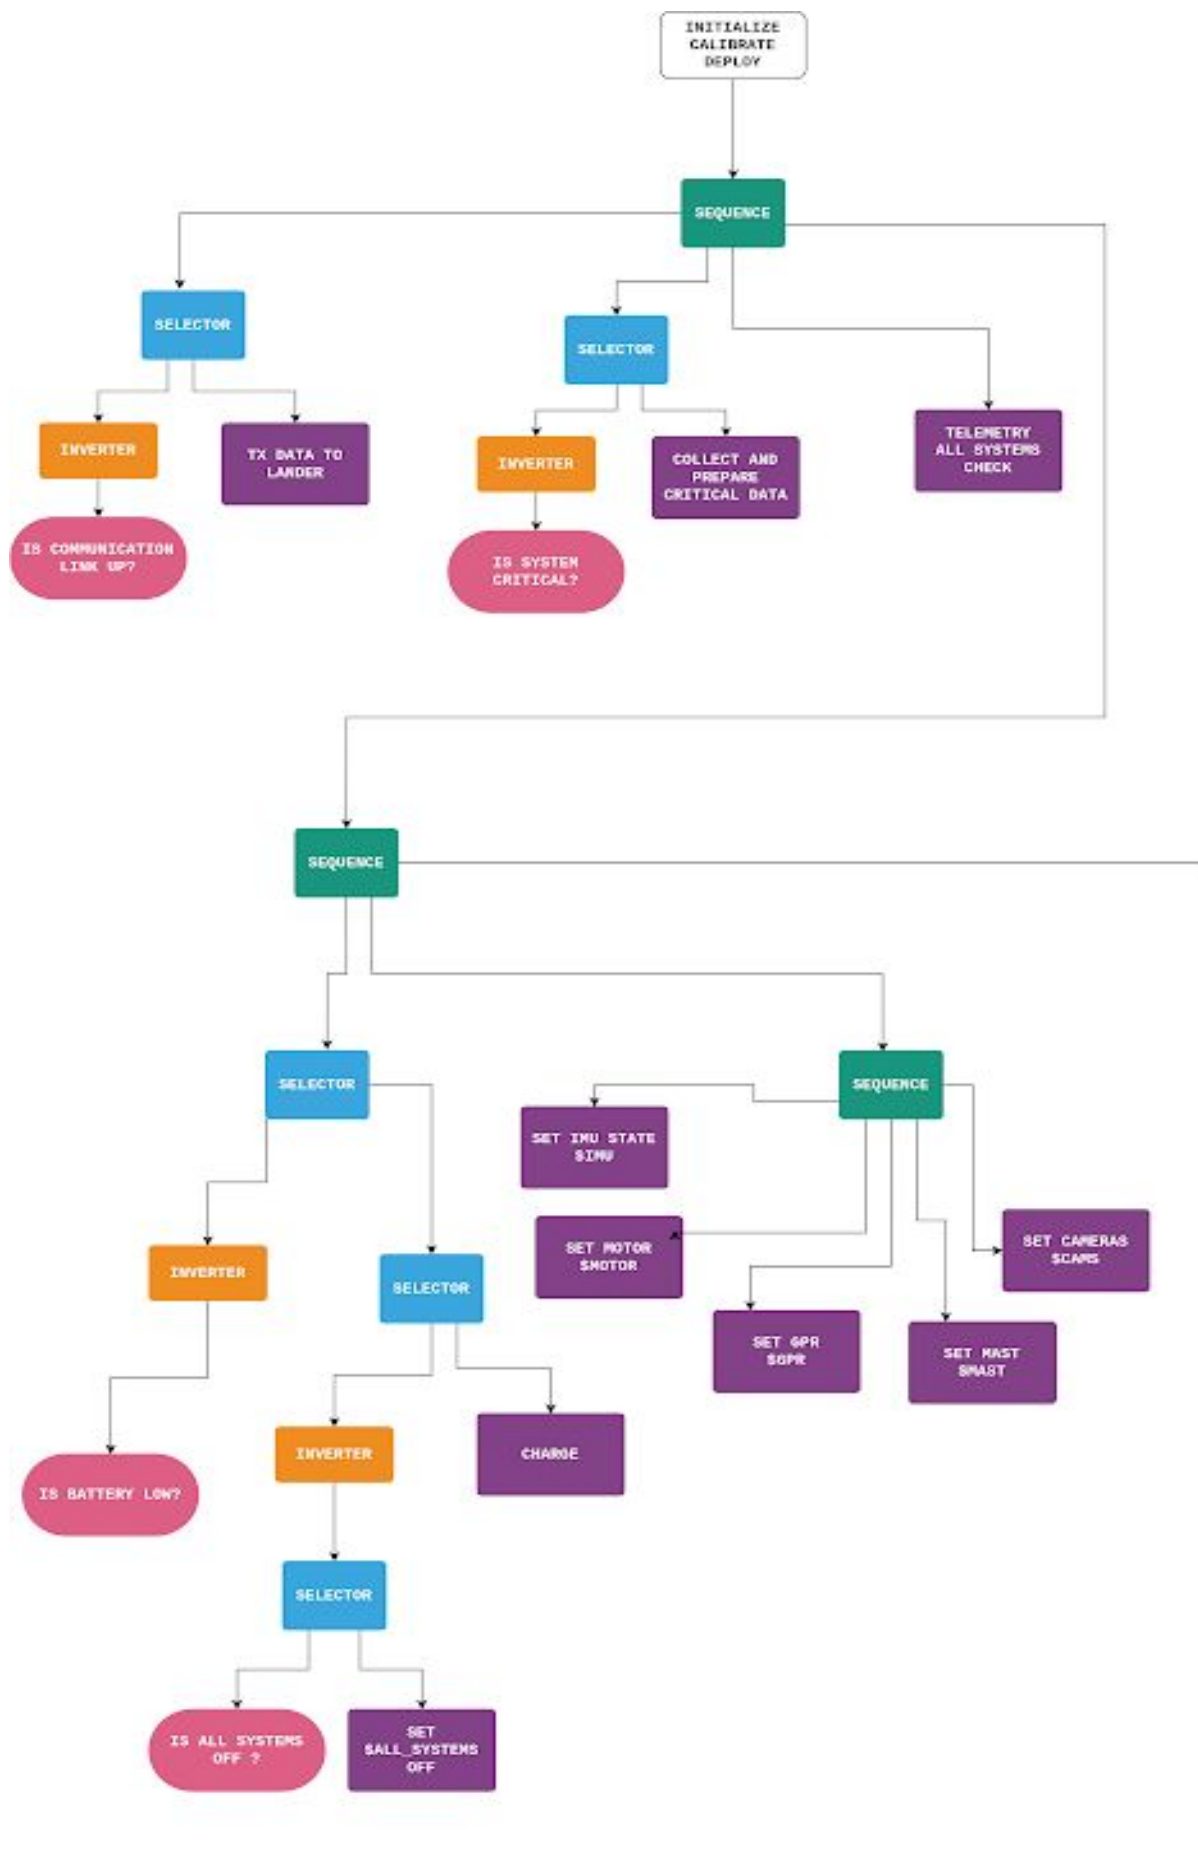 INITIALIZE
CALIBRATE
DEPLOY
SEQUENCE
SELECTOR
INVERTER
TX DATA TO
LANDER
IS COMMUNICATION
LINK UP?
SELECTOR
INVERTER
COLLECT AND
PREPARE
CRITICAL DATA
IS SYSTEM
CRITICAL?
TELEMETRY
ALL SYSTEMS
CHECK
SEQUENCE
SELECTOR
SEQUENCE
SET IMU STATE
$IMU
SET MOTOR
$MOTOR
SET GPR
$GPR
SET MAST
$MAST
SET CAMERAS
$CAMS
INVERTER
SELECTOR
IS BATTERY LOW?
INVERTER
CHARGE
SELECTOR
IS ALL SYSTEMS
OFF ?
SET
$ALL_SYSTEMS
OFF